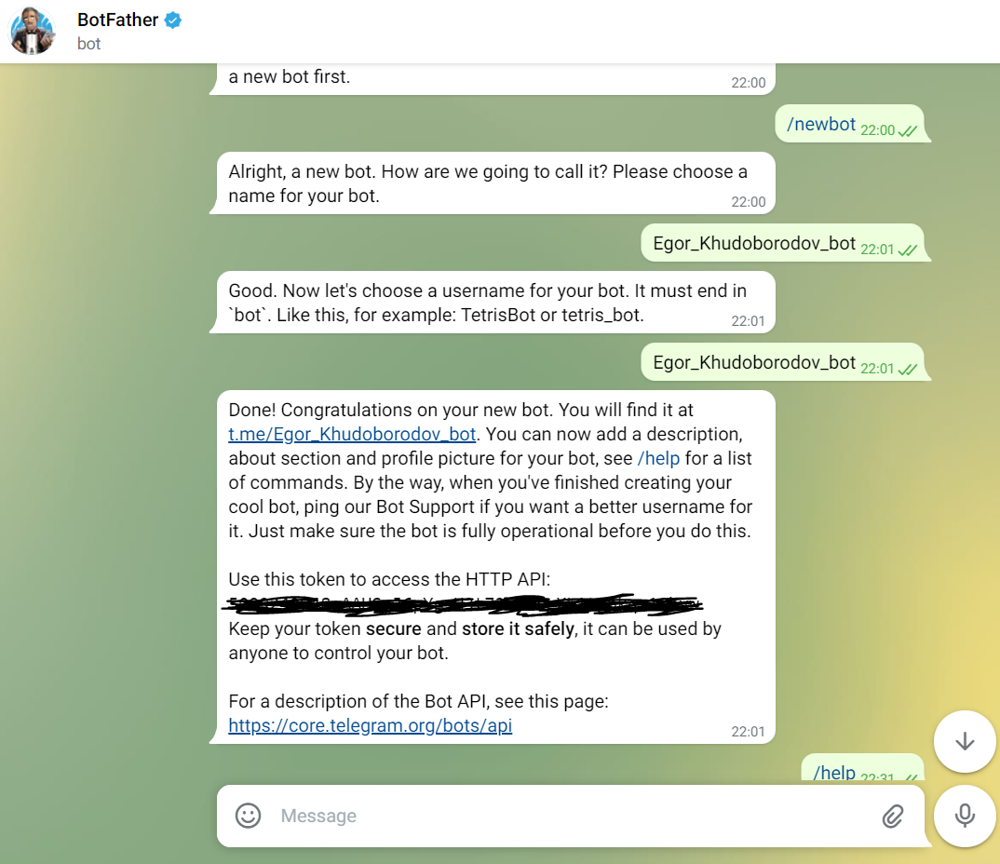 BotFather
bot
a new bot first.
22:00
/newbot 22:00
Alright, a new bot. How are we going to call it? Please choose a
name for your bot.
22:00
Egor_Khudoborodov_bot 22:01
Good. Now let's choose a username for your bot. It must end in
`bot`. Like this, for example: TetrisBot or tetris_bot.
22:01
Egor_Khudoborodov_bot 22:01
Done! Congratulations on your new bot. You will find it at
t.me/Egor_Khudoborodov_bot. You can now add a description,
about section and profile picture for your bot, see /help for a list
of commands. By the way, when you've finished creating your
cool bot, ping our Bot Support if you want a better username for
it. Just make sure the bot is fully operational before you do this.
Use this token to access the HTTP API:
Keep your token secure and store it safely, it can be used by
anyone to control your bot.
For a description of the Bot API, see this page:
https://core.telegram.org/bots/api
22:01
/help 22:31
Message